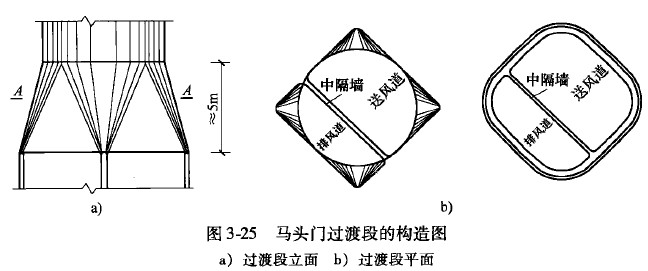 A A
≈5m
a)
中隔墙
送风道
排风道
中隔墙
送风道
排风道
b)
图 3-25 马头门过渡段的构造图
a) 过渡段立面 b) 过渡段平面